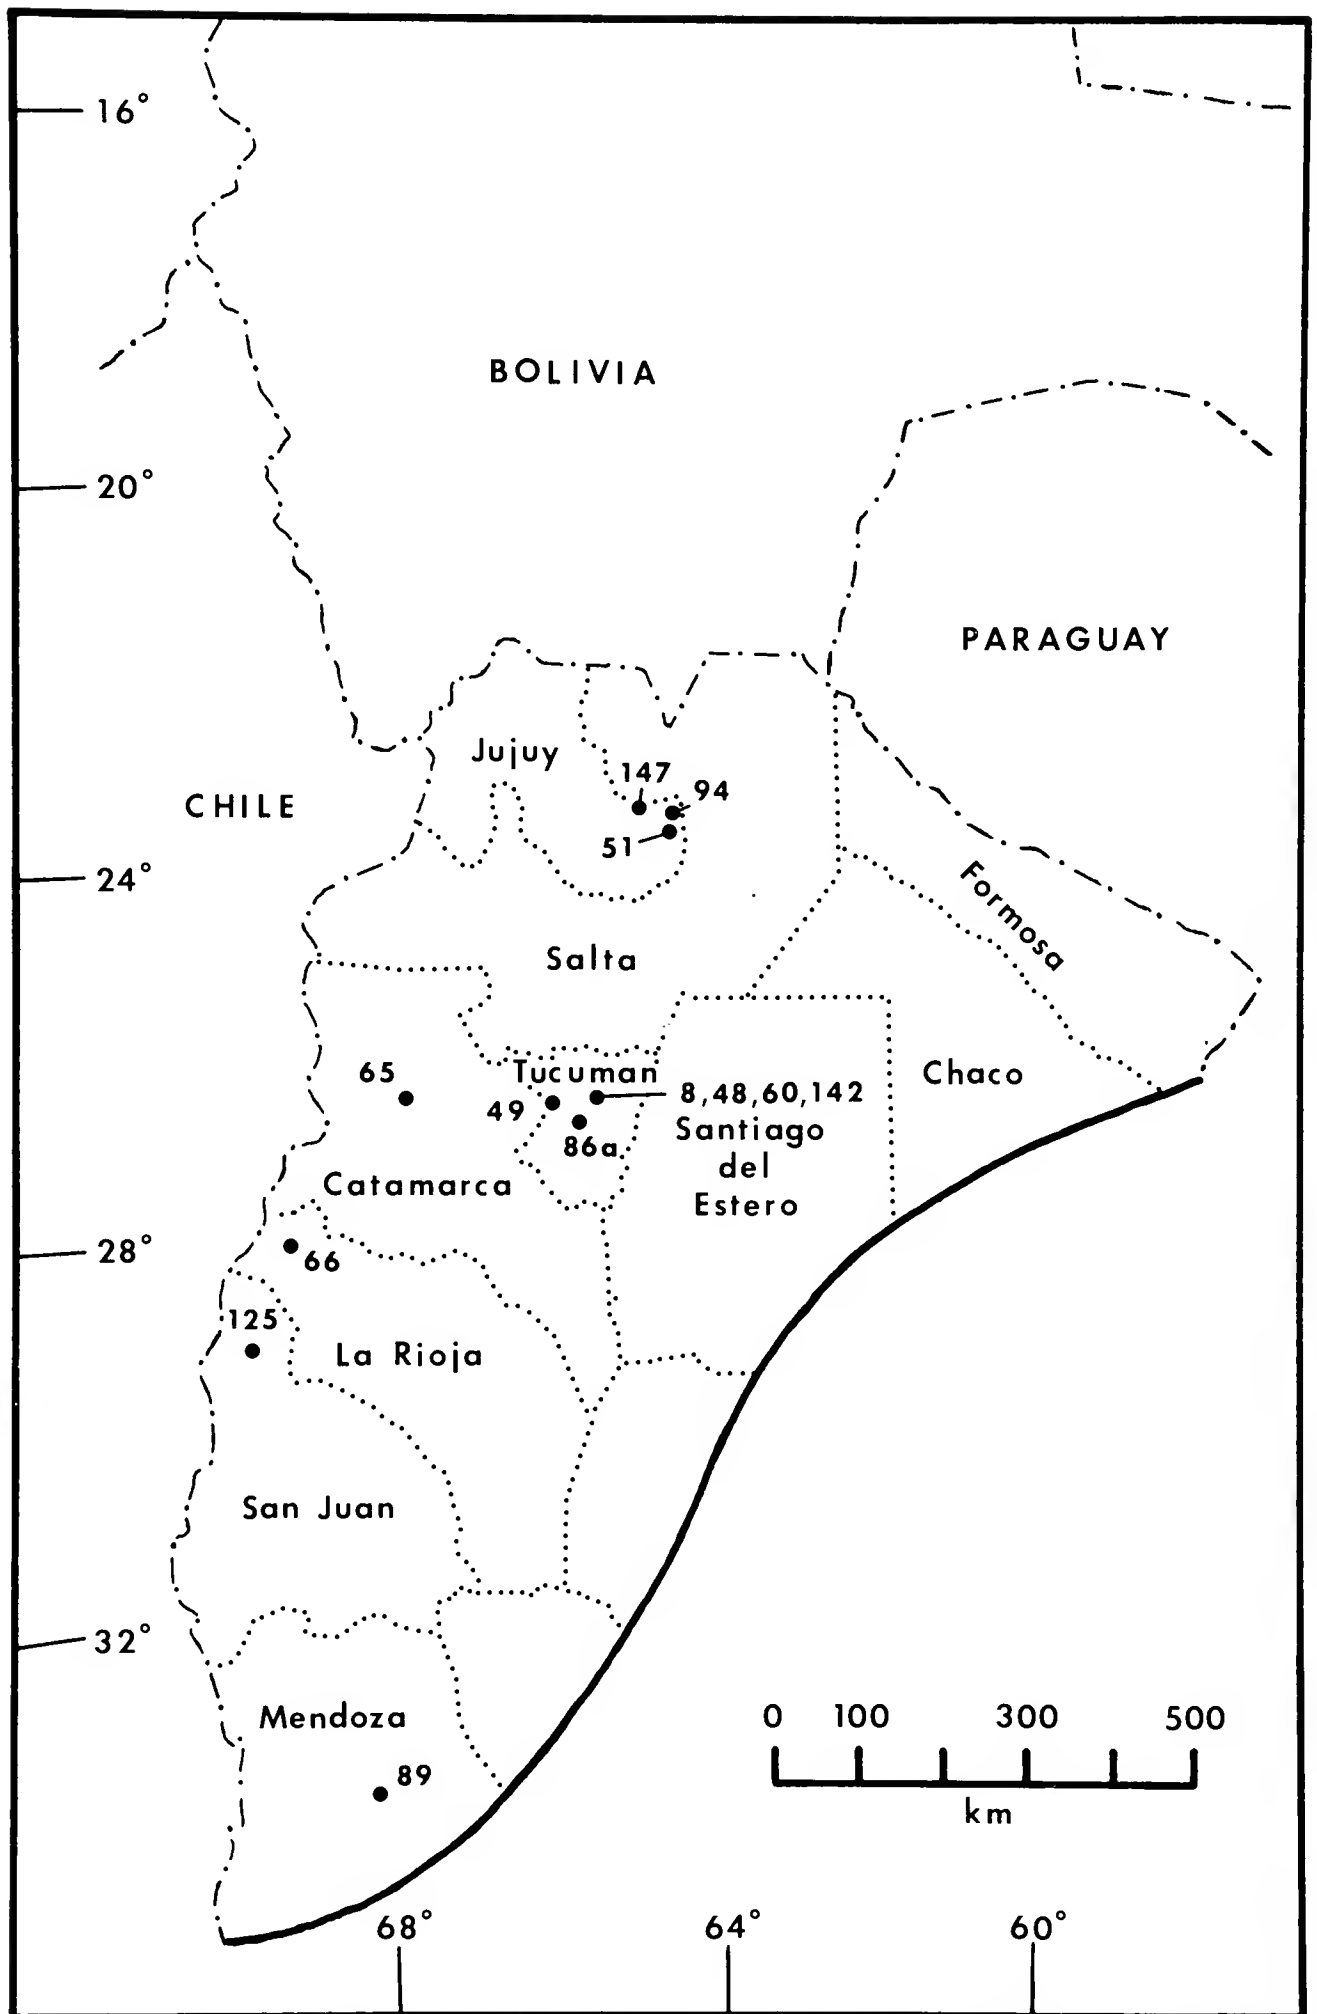 16°
BOLIVIA
20°
PARAGUAY
Jujuy
147
94
CHILE
51
24°
Formosa
Salta
65
Tucuman
Chaco
49
8,48,60,142
86a
Santiago
del
Estero
Catamarca
28°
66
125
La Rioja
San Juan
32°
Mendoza
0 100 300 500
89
km
68° 64° 60°